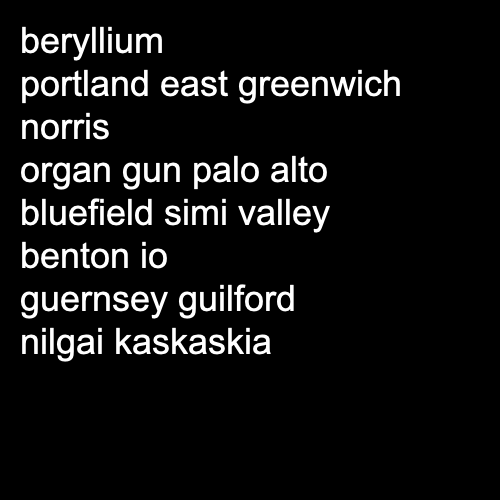 beryllium
portland east greenwich
norris
organ gun palo alto
bluefield simi valley
benton io
guernsey guilford
nilgai kaskaskia